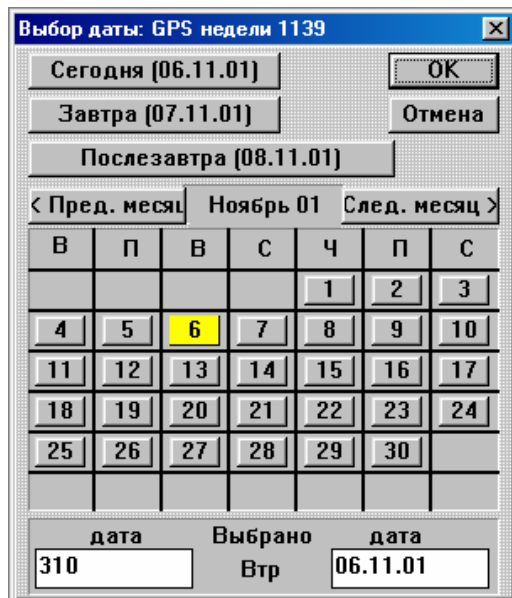 Выбор даты: GPS недели 1139
Сегодня (06.11.01) OK
Завтра (07.11.01) Отмена
Послезавтра (08.11.01)
< Пред. месяц Ноябрь 01 След. месяц >
В П В С Ч П С
1 2 3
4 5 6 7 8 9 10
11 12 13 14 15 16 17
18 19 20 21 22 23 24
25 26 27 28 29 30
дата Выбрано дата
310 Втр 06.11.01